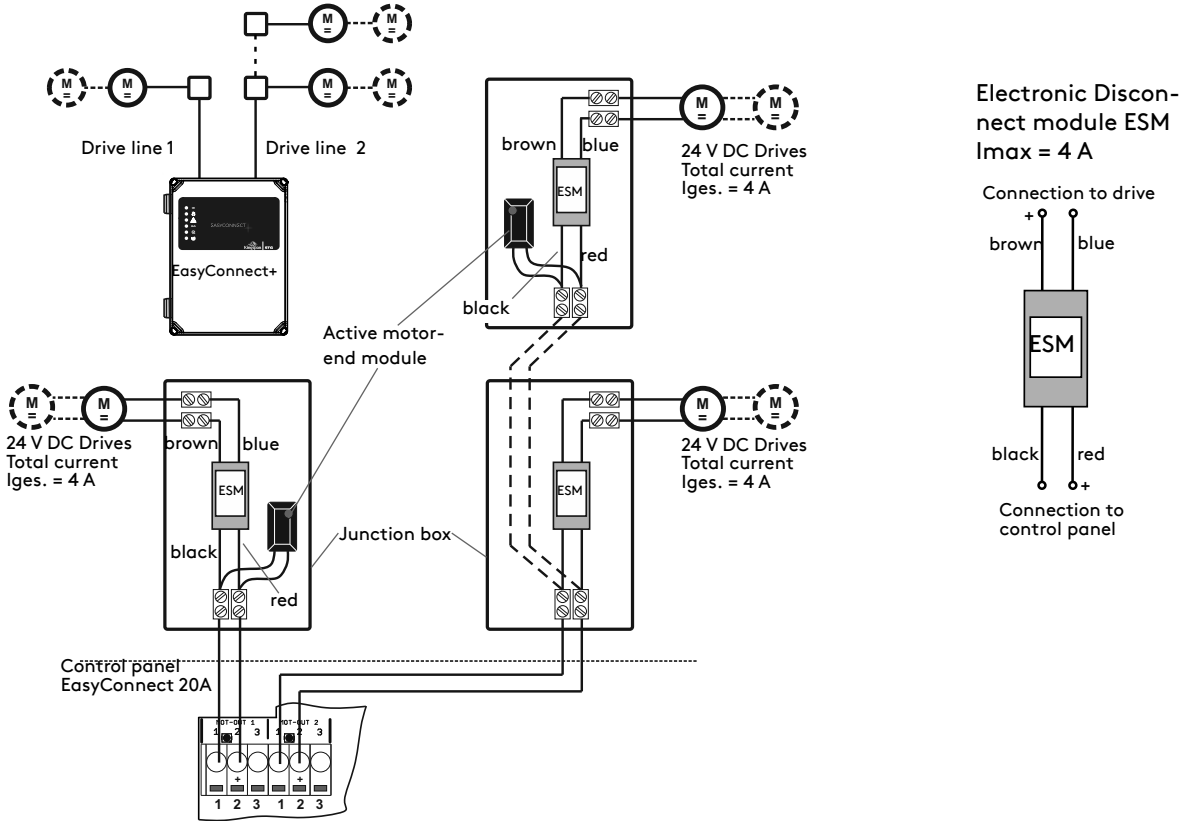 M
=
M
=
M
=
M
=
M
=
M
=
Drive line 1
Drive line 2
EASYCONNECT
EasyConnect+
brown
blue
ESM
red
black
M
=
M
=
24 V DC Drives
Total current
Iges. = 4 A
Electronic Discon-
nect module ESM
Imax = 4 A
Connection to drive
+
brown
blue
ESM
black
red
+
Connection to
control panel
Active motor-
end module
M
=
M
=
24 V DC Drives
Total current
Iges. = 4 A
brown
blue
ESM
black
red
Junction box
ESM
M
=
M
=
24 V DC Drives
Total current
Iges. = 4 A
Control panel
EasyConnect 20A
MOT-OUT 1 MOT-OUT 2
1 2 3 1 2 3
+ +
1 2 3 1 2 3